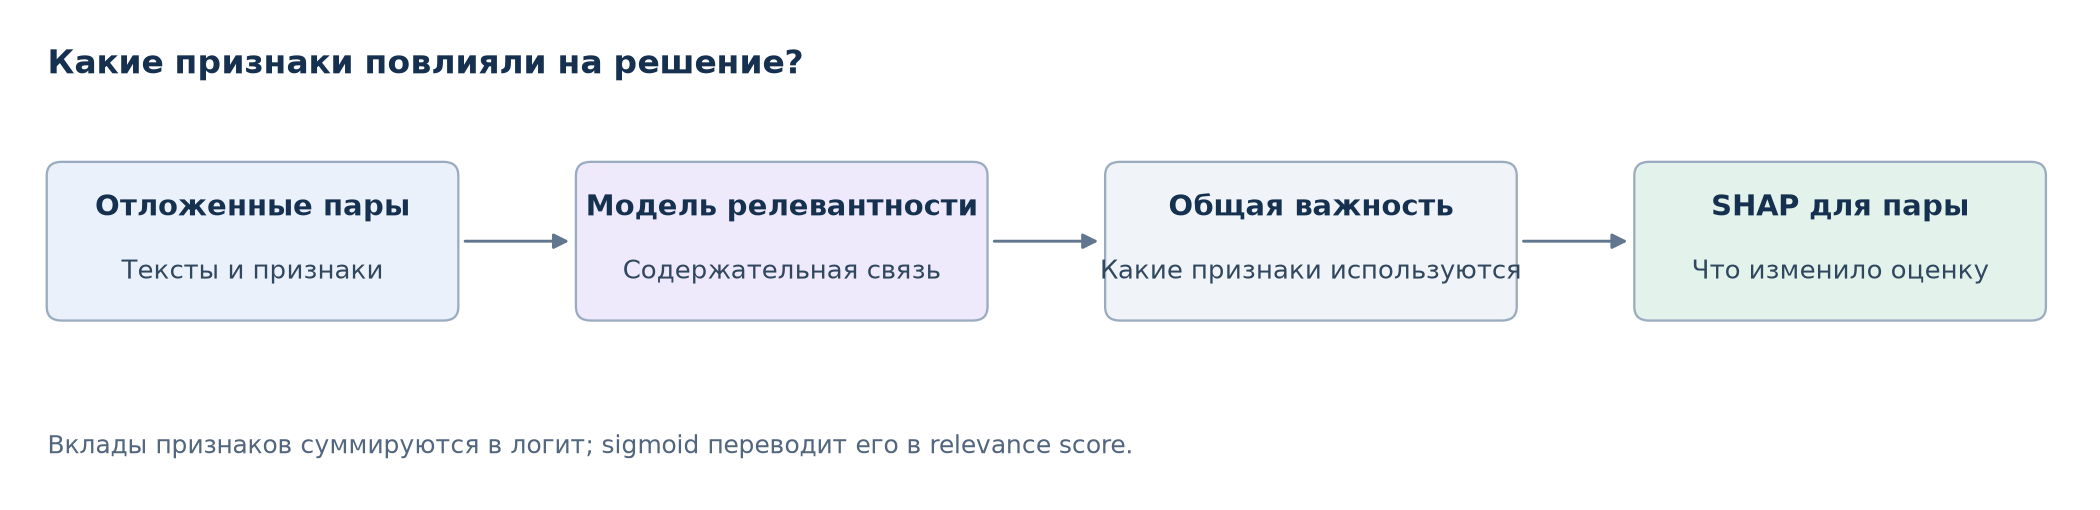 Какие признаки повлияли на решение?
Отложенные пары
Тексты и признаки
Модель релевантности
Содержательная связь
Общая важность
Какие признаки используются
SHAP для пары
Что изменило оценку
Вклады признаков суммируются в логит; sigmoid переводит его в relevance score.